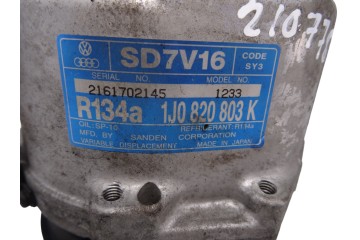 21077
SD7V16
CODE
SY3
SERIAL NO. MODEL NO.
2161702145 1233
R134a 1J0 820 803 K
OIL:SP-10 REFRIGERANT:R134a
MFD. BY SANDEN CORPORATION
VARIABLE DISPLACEMENT MADE IN JAPAN